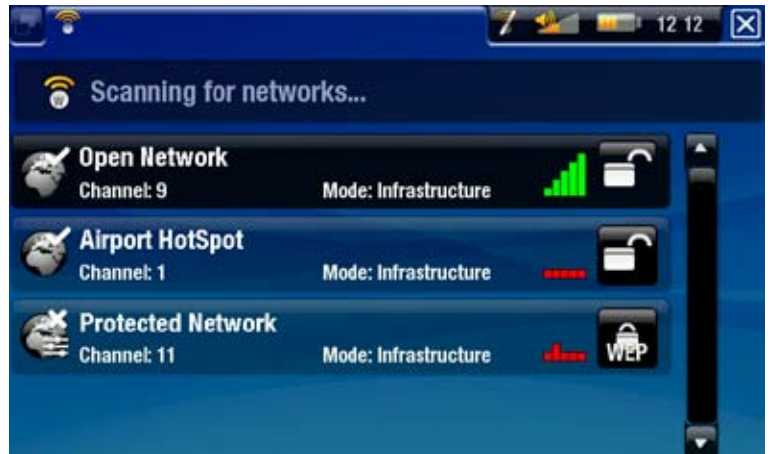 12 12
W
Scanning for networks...
Open Network
Channel: 9 Mode: Infrastructure
Airport HotSpot
Channel: 1 Mode: Infrastructure
Protected Network
Channel: 11 Mode: Infrastructure
WEP